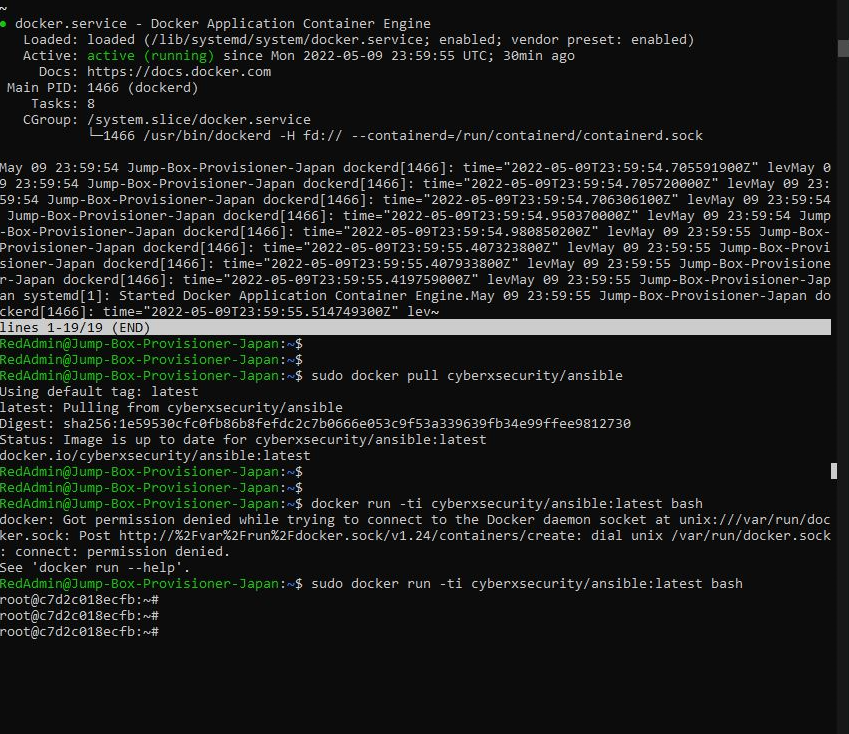 ~
● docker.service - Docker Application Container Engine
   Loaded: loaded (/lib/systemd/system/docker.service; enabled; vendor preset: enabled)
   Active: active (running) since Mon 2022-05-09 23:59:55 UTC; 30min ago
     Docs: https://docs.docker.com
 Main PID: 1466 (dockerd)
    Tasks: 8
   CGroup: /system.slice/docker.service
           └─1466 /usr/bin/dockerd -H fd:// --containerd=/run/containerd/containerd.sock
May 09 23:59:54 Jump-Box-Provisioner-Japan dockerd[1466]: time="2022-05-09T23:59:54.705591900Z" levMay 0
9 23:59:54 Jump-Box-Provisioner-Japan dockerd[1466]: time="2022-05-09T23:59:54.705720000Z" levMay 09 23:
59:54 Jump-Box-Provisioner-Japan dockerd[1466]: time="2022-05-09T23:59:54.706306100Z" levMay 09 23:59:54
 Jump-Box-Provisioner-Japan dockerd[1466]: time="2022-05-09T23:59:54.950370000Z" levMay 09 23:59:54 Jump
-Box-Provisioner-Japan dockerd[1466]: time="2022-05-09T23:59:54.980850200Z" levMay 09 23:59:55 Jump-Box-
Provisioner-Japan dockerd[1466]: time="2022-05-09T23:59:55.407323800Z" levMay 09 23:59:55 Jump-Box-Provi
sioner-Japan dockerd[1466]: time="2022-05-09T23:59:55.407933800Z" levMay 09 23:59:55 Jump-Box-Provisione
r-Japan dockerd[1466]: time="2022-05-09T23:59:55.419759000Z" levMay 09 23:59:55 Jump-Box-Provisioner-Jap
an systemd[1]: Started Docker Application Container Engine.May 09 23:59:55 Jump-Box-Provisioner-Japan do
ckerd[1466]: time="2022-05-09T23:59:55.514749300Z" lev~
lines 1-19/19 (END)
RedAdmin@Jump-Box-Provisioner-Japan:~$
RedAdmin@Jump-Box-Provisioner-Japan:~$
RedAdmin@Jump-Box-Provisioner-Japan:~$ sudo docker pull cyberxsecurity/ansible
Using default tag: latest
latest: Pulling from cyberxsecurity/ansible
Digest: sha256:1e59530cfc0fb86b8fefdc2c7b0666e053c9f53a339639fb34e99ffee9812730
Status: Image is up to date for cyberxsecurity/ansible:latest
docker.io/cyberxsecurity/ansible:latest
RedAdmin@Jump-Box-Provisioner-Japan:~$
RedAdmin@Jump-Box-Provisioner-Japan:~$
RedAdmin@Jump-Box-Provisioner-Japan:~$ docker run -ti cyberxsecurity/ansible:latest bash
docker: Got permission denied while trying to connect to the Docker daemon socket at unix:///var/run/doc
ker.sock: Post http://%2Fvar%2Frun%2Fdocker.sock/v1.24/containers/create: dial unix /var/run/docker.sock
: connect: permission denied.
See 'docker run --help'.
RedAdmin@Jump-Box-Provisioner-Japan:~$ sudo docker run -ti cyberxsecurity/ansible:latest bash
root@c7d2c018ecfb:~#
root@c7d2c018ecfb:~#
root@c7d2c018ecfb:~#